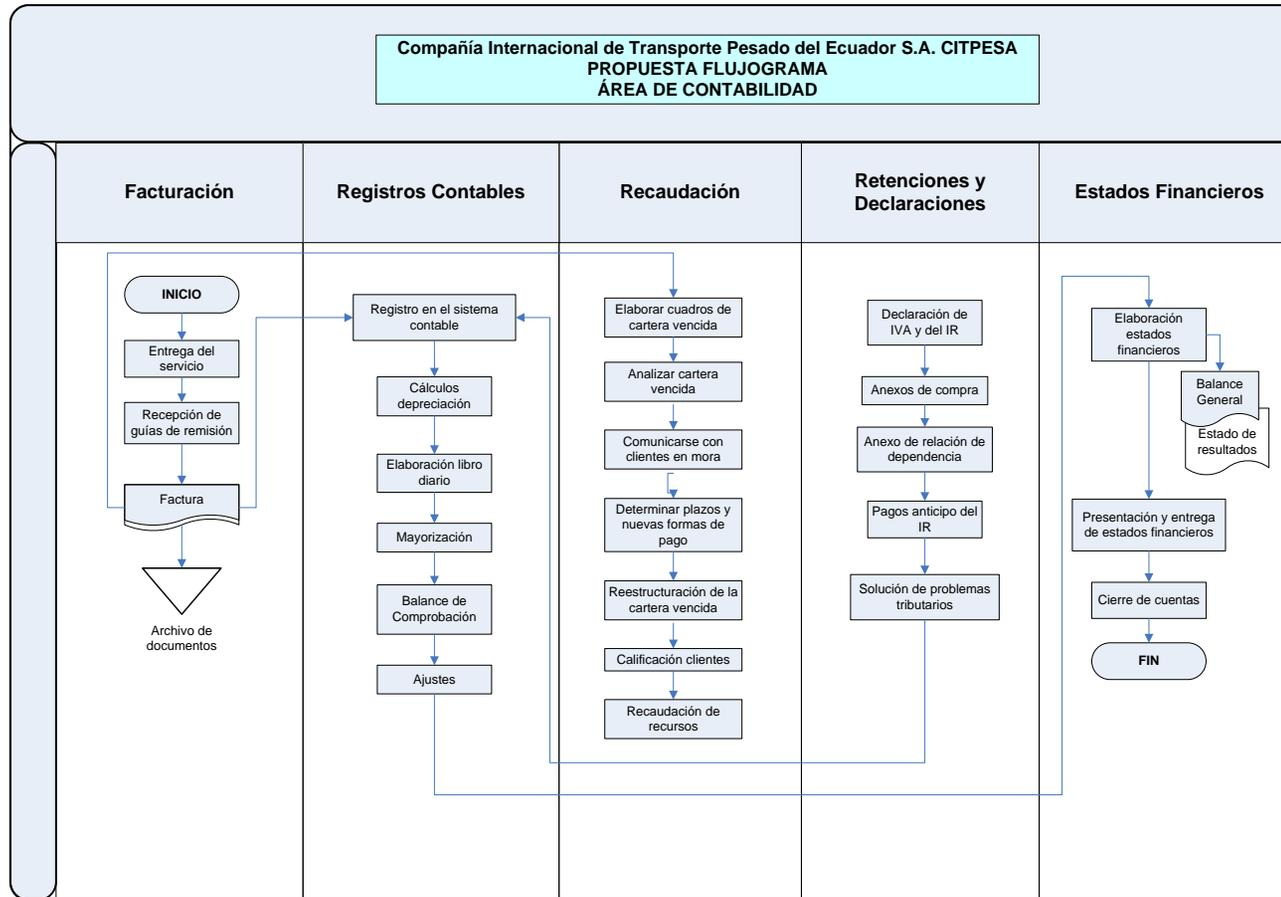 Compañía Internacional de Transporte Pesado del Ecuador S.A. CITPESA
PROPUESTA FLUJOGRAMA
ÁREA DE CONTABILIDAD
Facturación
Registros Contables
Recaudación
Retenciones y
Declaraciones
Estados Financieros
INICIO
Entrega del
servicio
Recepción de
guías de remisión
Factura
Archivo de
documentos
Registro en el sistema
contable
Cálculos
depreciación
Elaboración libro
diario
Mayorización
Balance de
Comprobación
Ajustes
Elaborar cuadros de
cartera vencida
Analizar cartera
vencida
Comunicarse con
clientes en mora
Determinar plazos y
nuevas formas de
pago
Reestructuración de la
cartera vencida
Calificación clientes
Recaudación de
recursos
Declaración de
IVA y del IR
Anexos de compra
Anexo de relación de
dependencia
Pagos anticipo del
IR
Solución de problemas
tributarios
Elaboración
estados
financieros
Balance
General
Estado de
resultados
Presentación y entrega
de estados financieros
Cierre de cuentas
FIN